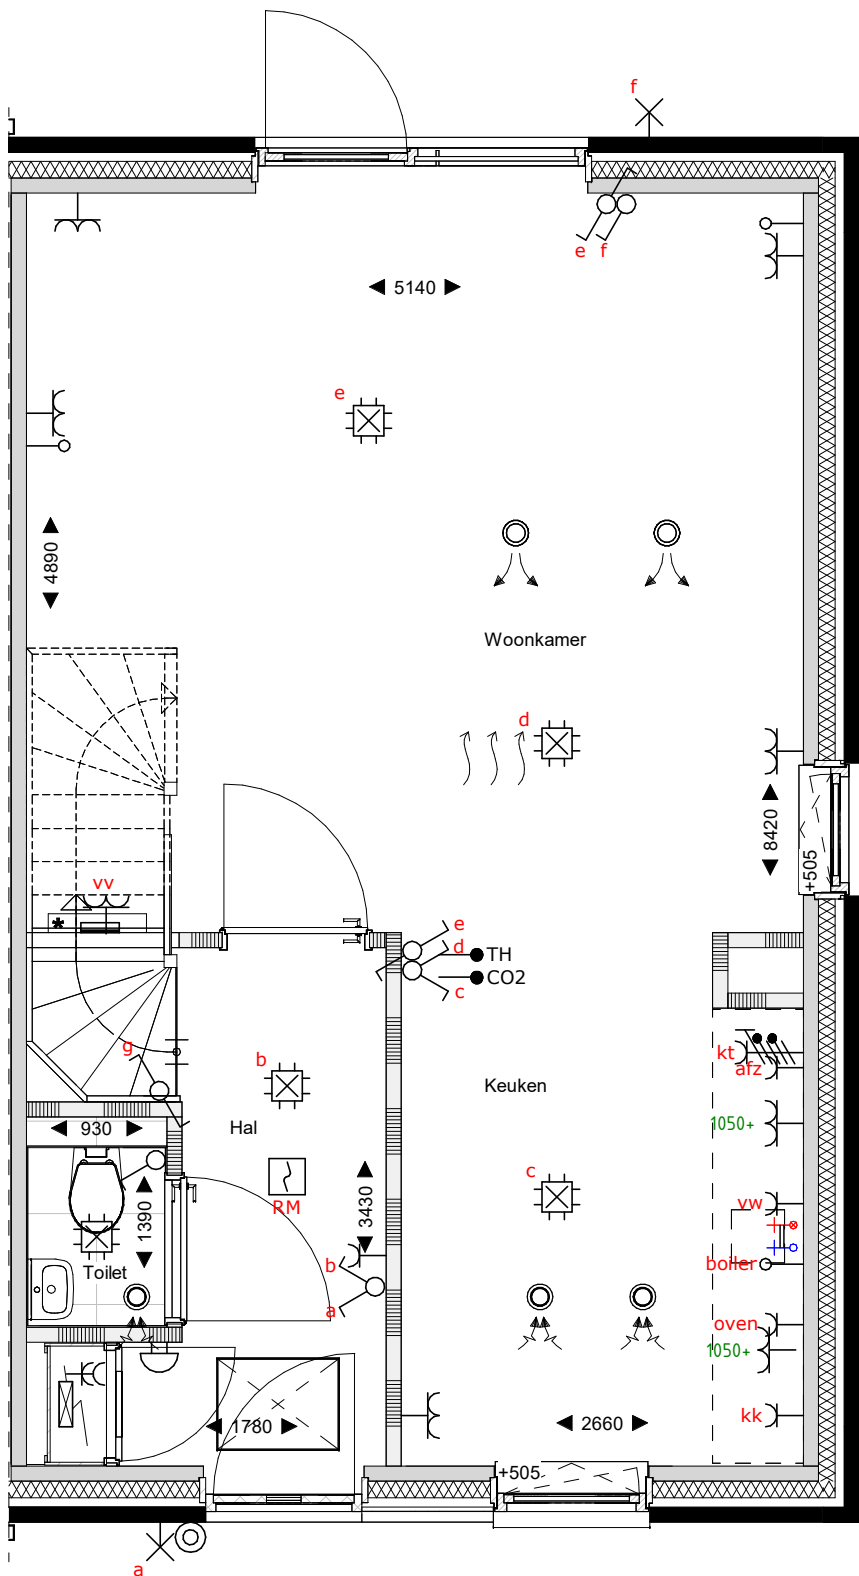 f
e f
5140
e
4890
Woonkamer
d
8420
+505
vv
*
e
d
TH
CO2
c
kt
afz
g
b
Keuken
1050+
930
Hal
c
vw
RM
3430
1390
b
boiler
Toilet
a
oven
1050+
kk
1780
2660
+505
a